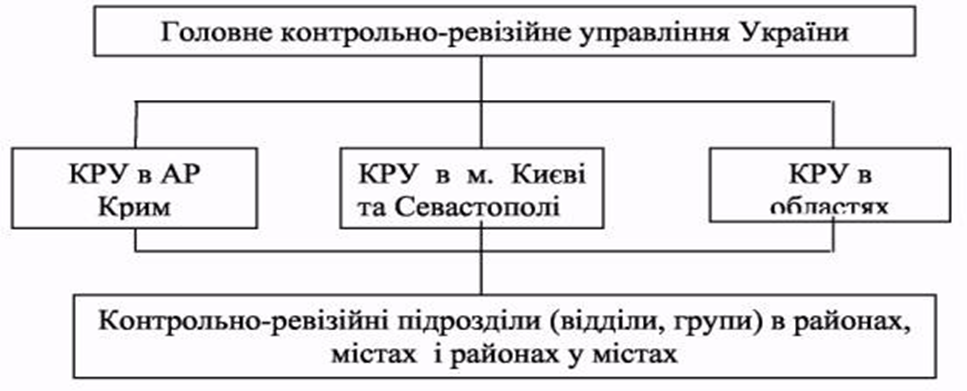 Головне контрольно-ревізійне управління України
КРУ в АР
Крим
КРУ в м. Києві
та Севастополі
КРУ в
областях
Контрольно-ревізійні підрозділи (відділи, групи) в районах,
містах і районах у містах